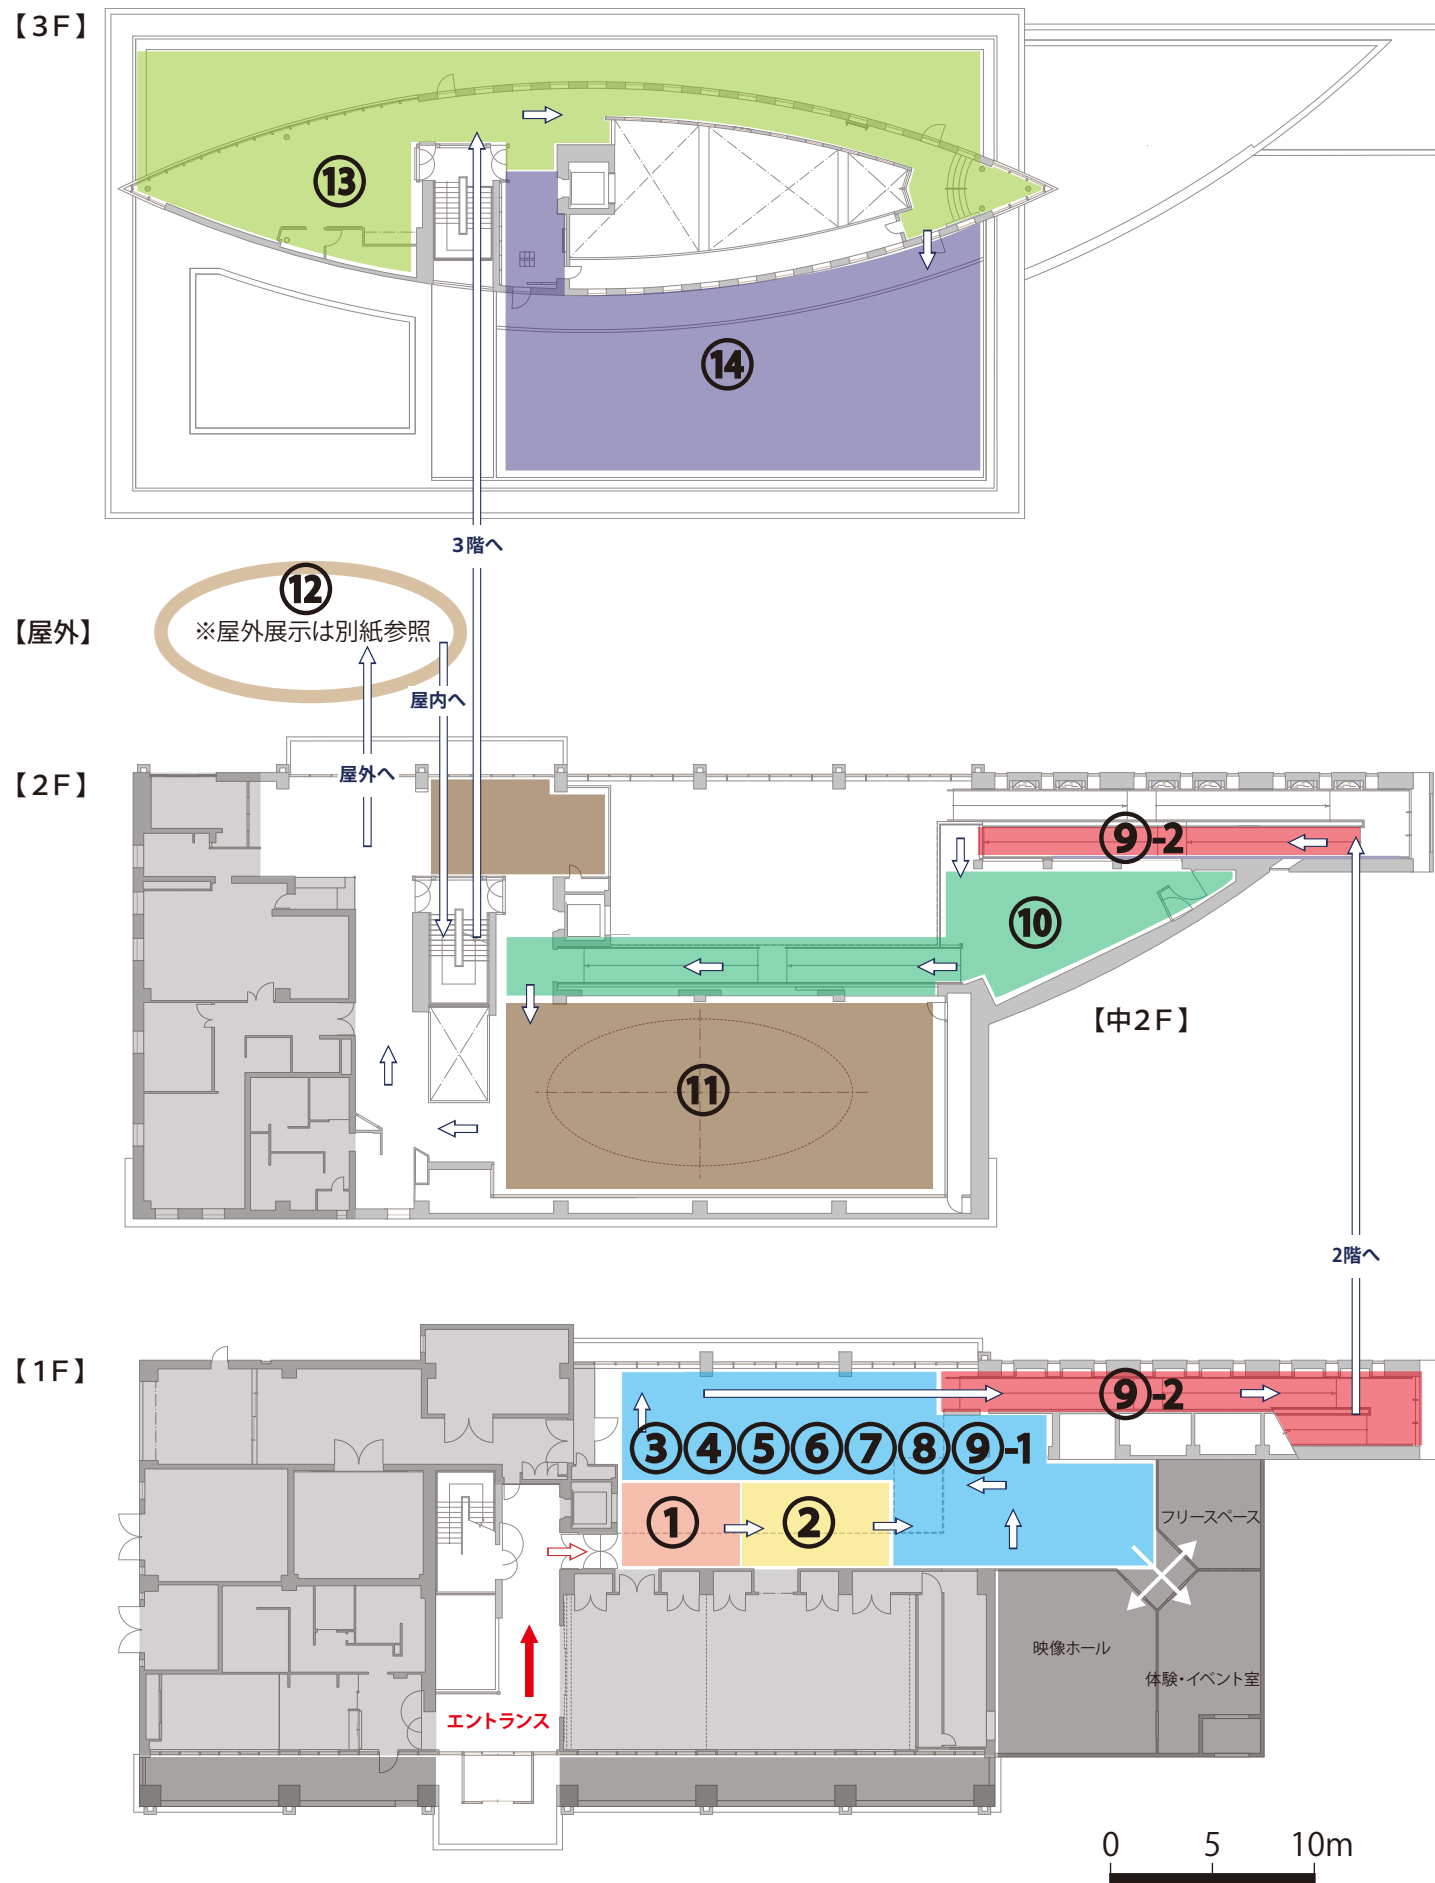 【3F】
⑬
⑭
3階へ
⑫
【屋外】
※屋外展示は別紙参照
屋内へ
屋外へ
【2F】
⑨-2
⑩
【中2F】
⑪
2階へ
【1F】
⑨-2
③④⑤⑥⑦⑧⑨-1
①
②
フリースペース
映像ホール
体験・イベント室
エントランス
0 5 10m